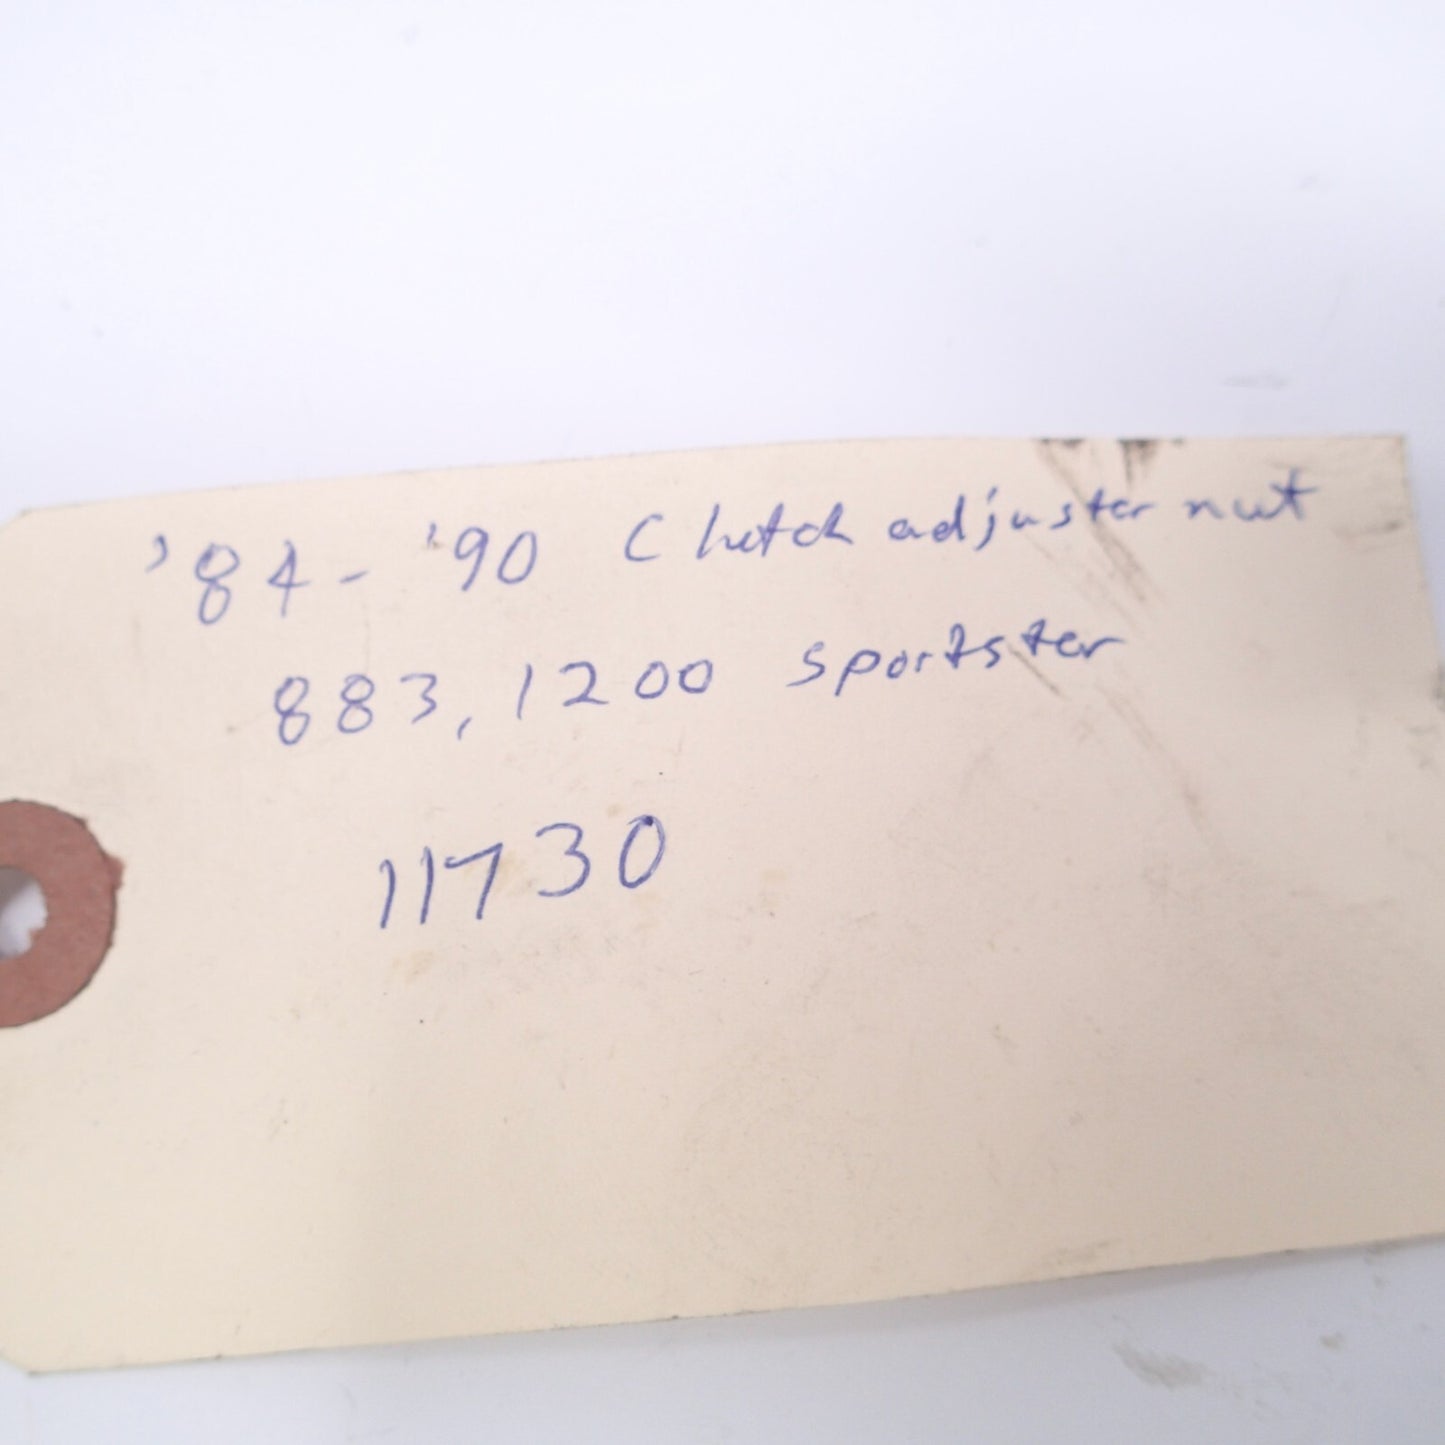 '84 - '90 Clutch adjuster nut
883, 1200 sportster
11730